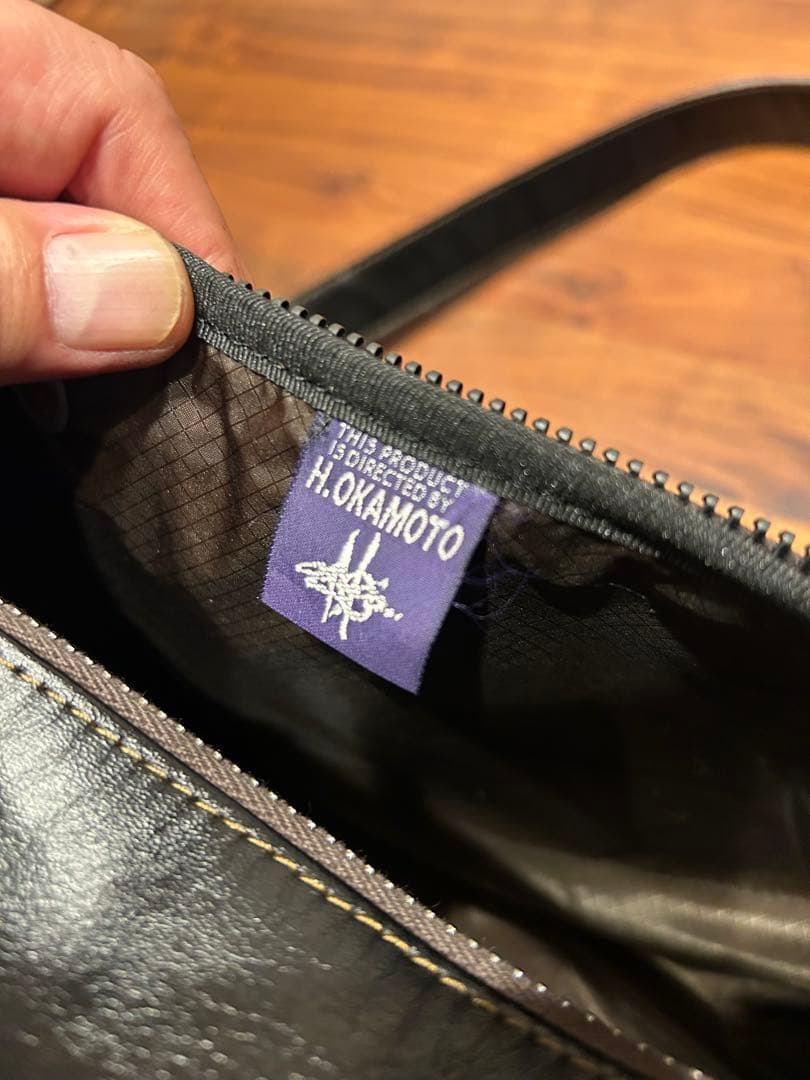 THIS PRODUCT
IS DIRECTED BY
H.OKAMOTO